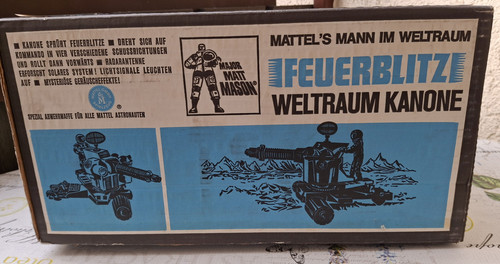 ▪ KANONE SPRÜHT FEUERBLITZE ▪ DREHT SICH AUF
KOMMANDO IN VIER VERSCHIEDENE SCHUSSRICHTUNGEN
UND ROLLT DANN VORWÄRTS ▪ RADARANTENNE
ERFORSCHT SOLARES SYSTEM! LICHTSIGNALE LEUCHTEN
AUF ▪ MYSTERIÖSE GERÄUSCHEFFEKTE!
SPEZIAL ABWEHRWAFFE FÜR ALLE MATTEL ASTRONAUTEN
MAJOR
MATT
MASON®
MATTEL'S MANN IM WELTRAUM
FEUERBLITZ
WELTRAUM KANONE